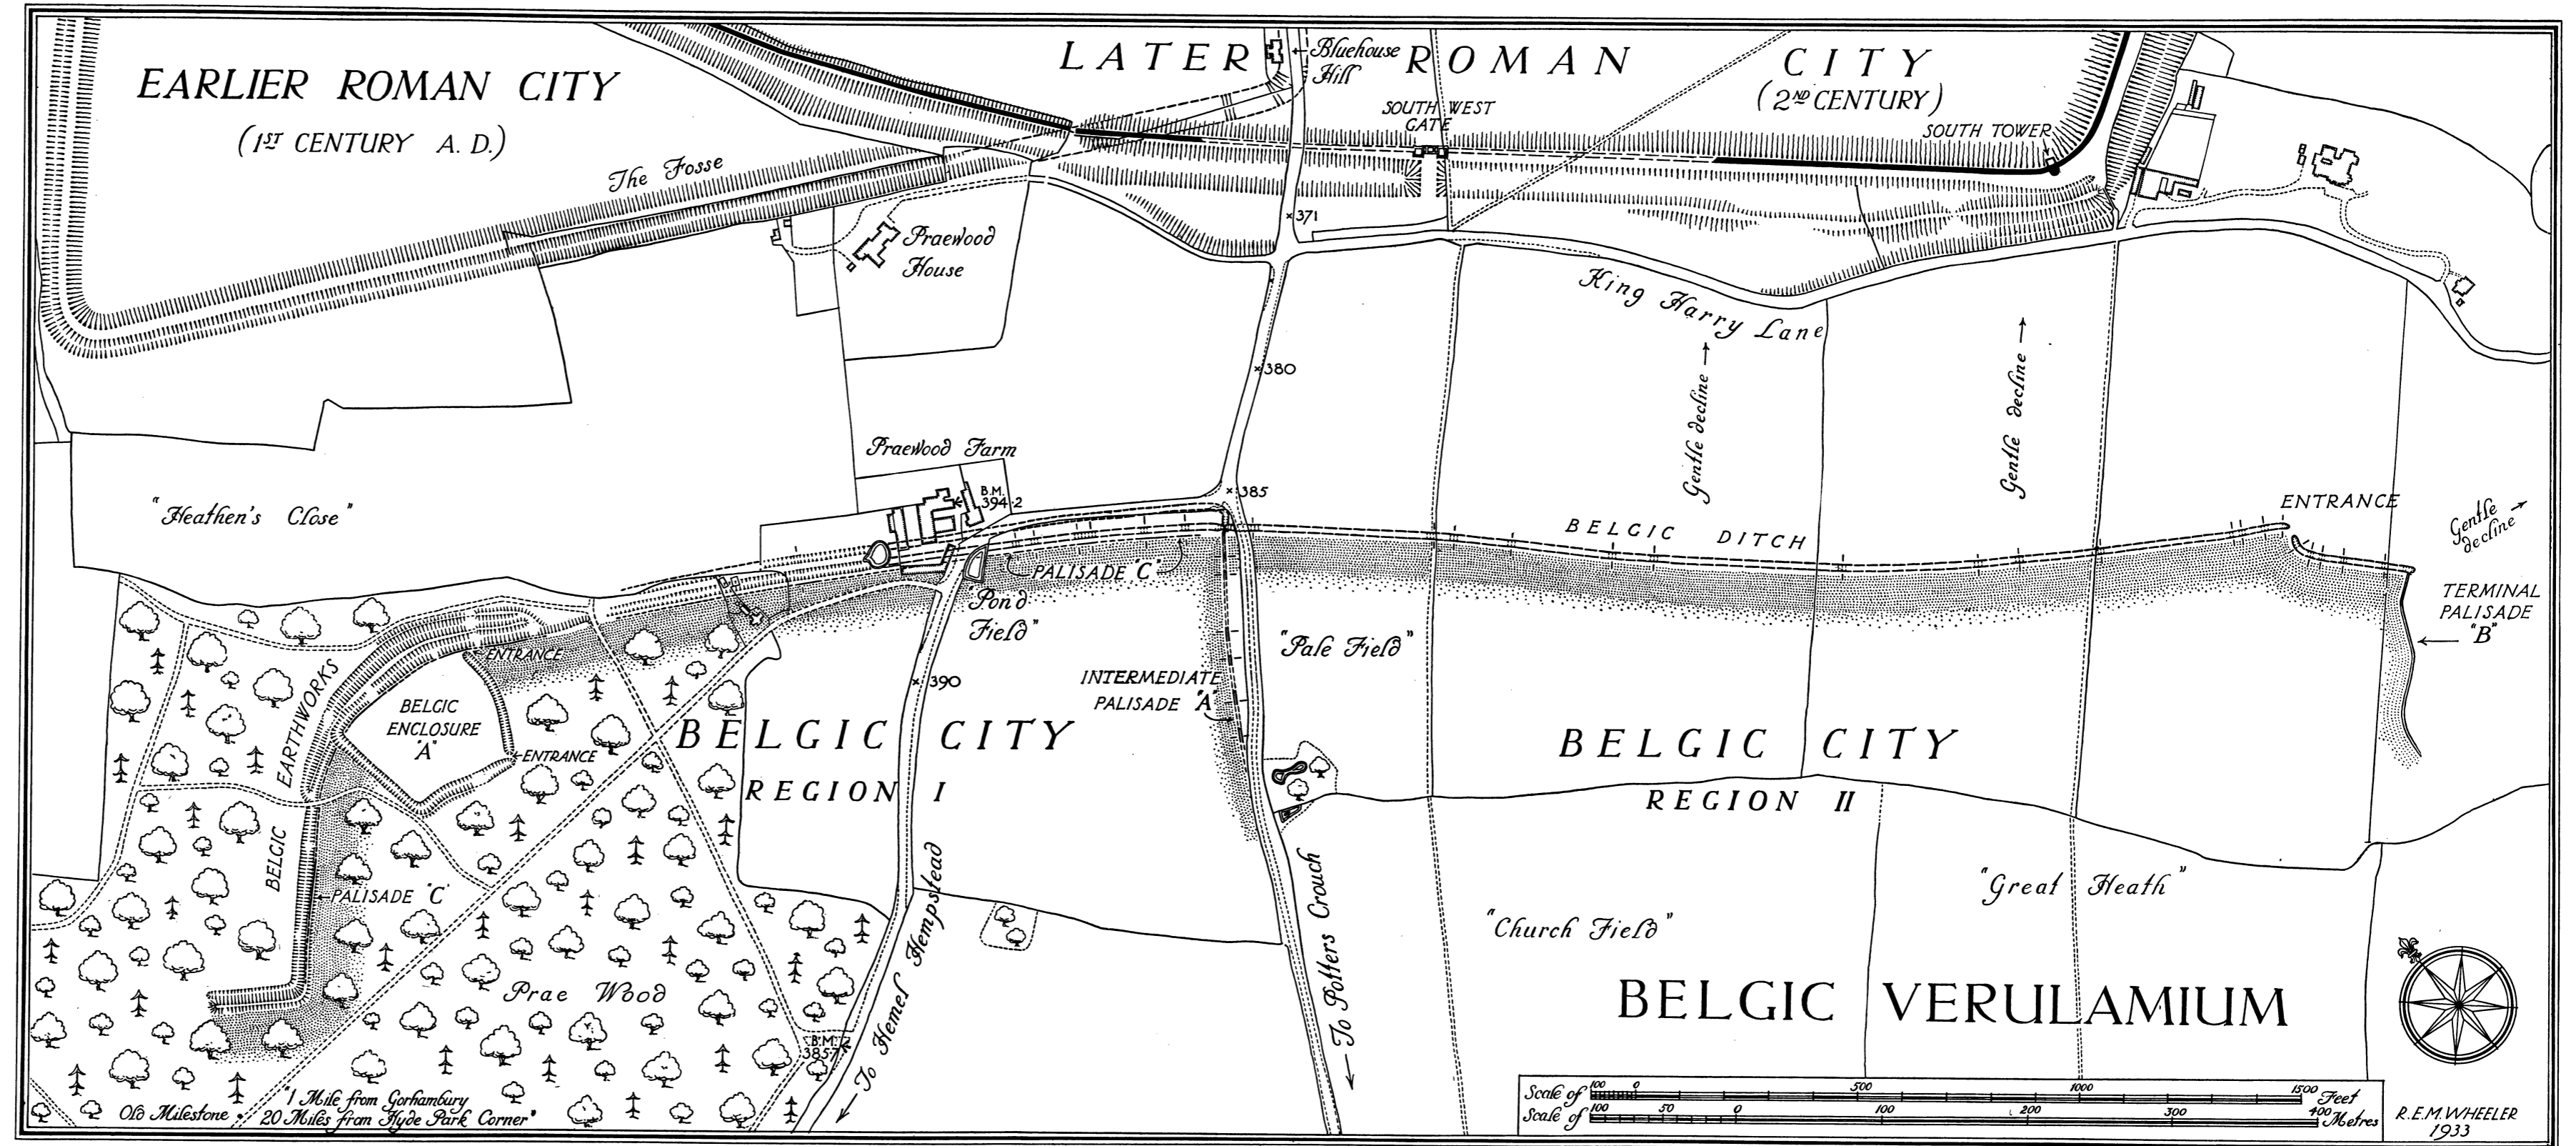 EARLIER ROMAN CITY
(1ST CENTURY A. D.)
LATER ROMAN CITY
(2ND CENTURY)
Bluehouse
Hill
SOUTH WEST
GATE
SOUTH TOWER
The Fosse
Praewood
House
371
King Harry Lane
380
Gentle decline
Gentle decline
Praewood Farm
B.M.
394·2
385
"Heathen's Close"
BELGIC DITCH
ENTRANCE
Gentle
decline
PALISADE "C"
"Pond
Field"
TERMINAL
PALISADE
"B"
"Pale Field"
ENTRANCE
390
INTERMEDIATE
PALISADE "A"
BELGIC
ENCLOSURE
"A"
ENTRANCE
BELGIC EARTHWORKS
BELGIC CITY
REGION I
BELGIC CITY
REGION II
PALISADE "C"
"Great Heath"
"Church Field"
To Potters Crouch
To Hemel Hempstead
Prae Wood
B.M.
385·7
BELGIC VERULAMIUM
Old Milestone
"1 Mile from Gorhambury
20 Miles from Hyde Park Corner"
Scale of 100 0 500 1000 1500 Feet
Scale of 100 50 0 100 200 300 400 Metres
R.E.M. WHEELER
1933